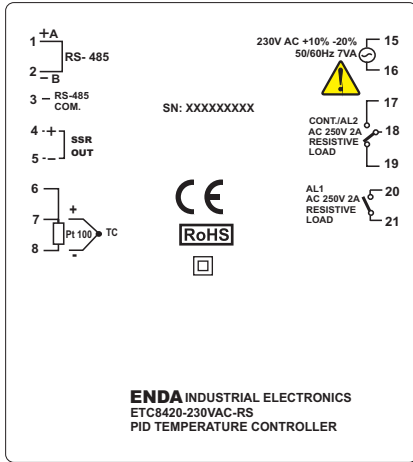 1 +A
RS- 485
2 – B
3 – RS-485
COM.
4 + SSR
5 - OUT
6
7 +
Pt 100 TC
8 -
SN: XXXXXXXXX
CE
RoHS
230V AC +10% -20%
50/60Hz 7VA
15
16
17
CONT./AL2
AC 250V 2A
RESISTIVE
LOAD
18
19
AL1
AC 250V 2A
RESISTIVE
LOAD
20
21
ENDA INDUSTRIAL ELECTRONICS
ETC8420-230VAC-RS
PID TEMPERATURE CONTROLLER